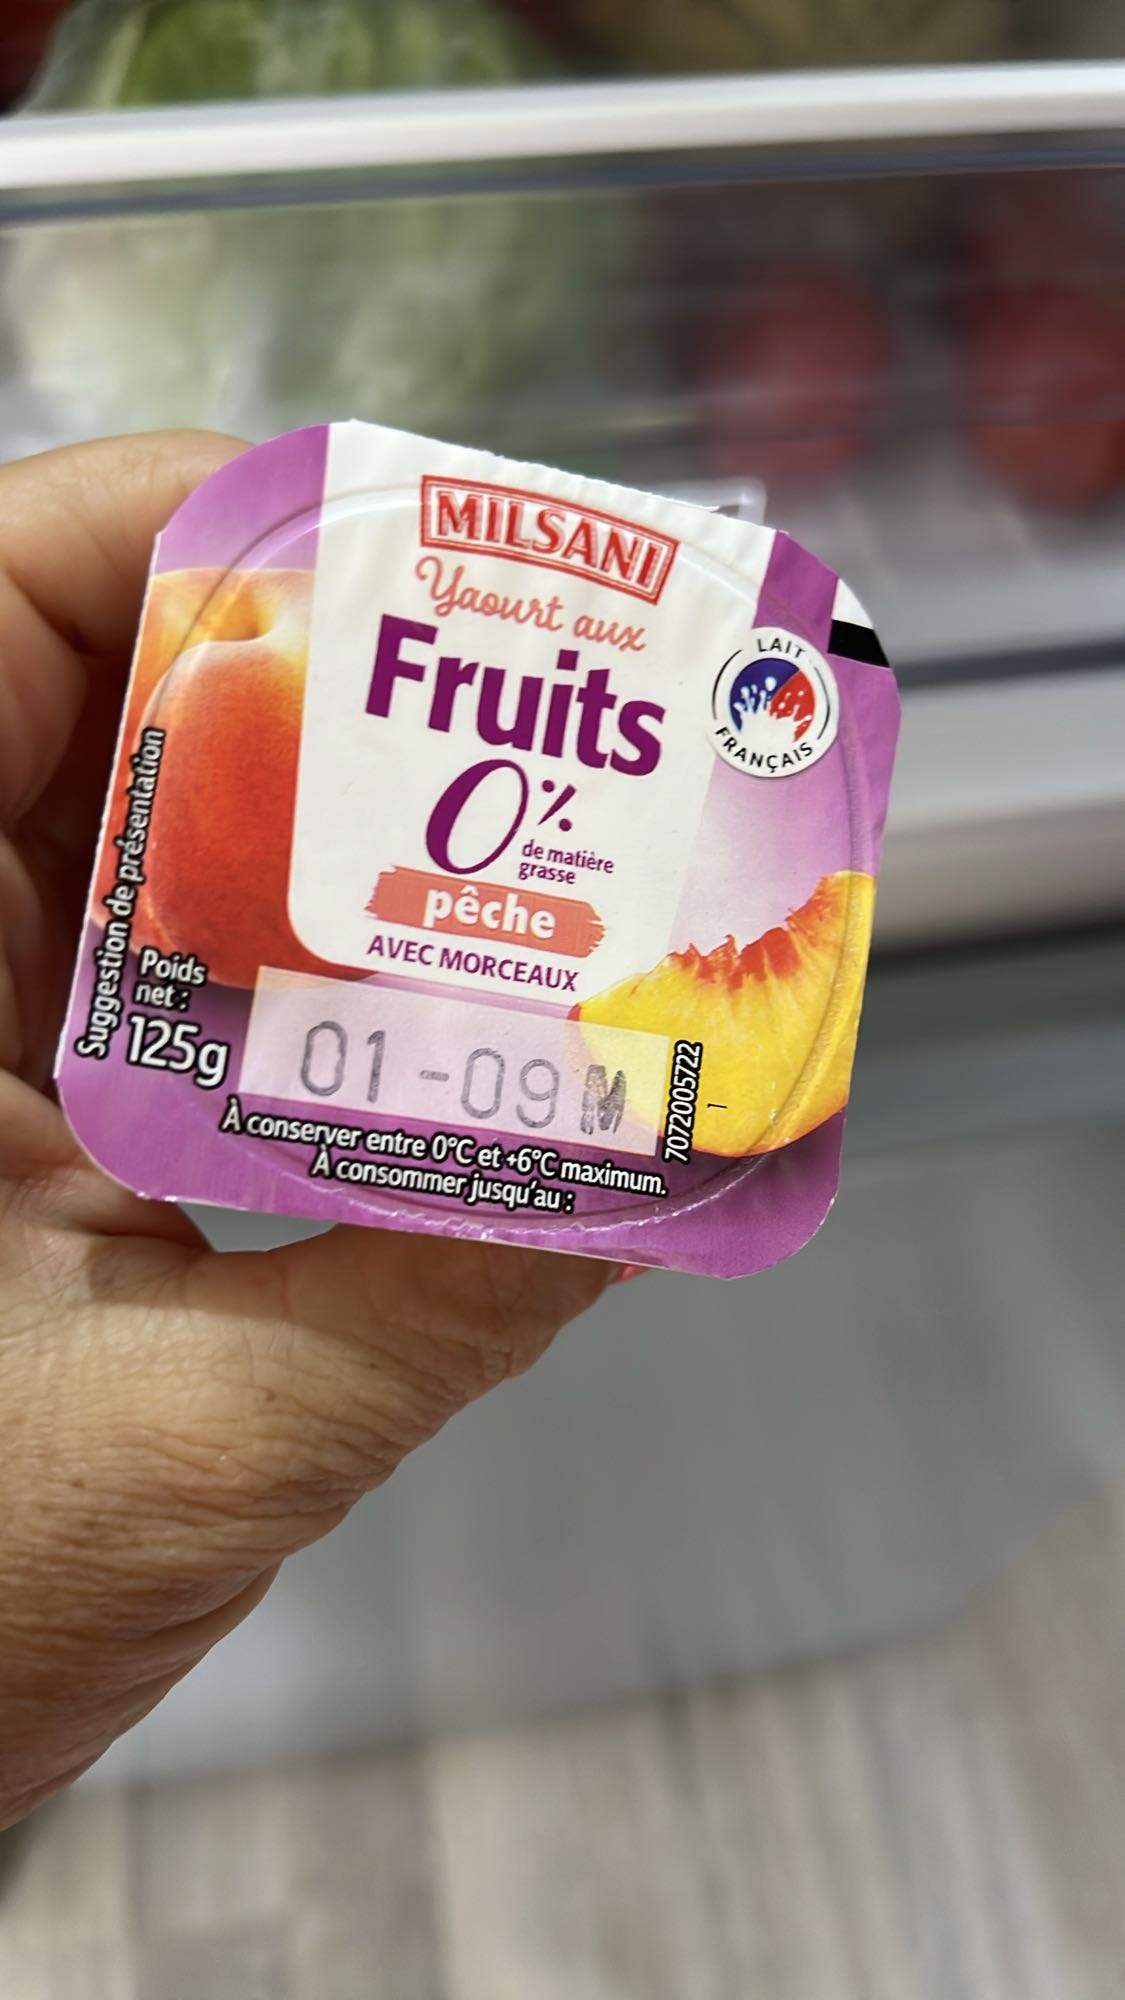 MILSANI
Yaourt aux
Fruits
0%
de matière
grasse
pêche
AVEC MORCEAUX
LAIT
FRANÇAIS
Suggestion de présentation
Poids
net :
125g
01-09 M
7072005722
1
À conserver entre 0°C et +6°C maximum.
À consommer jusqu'au :